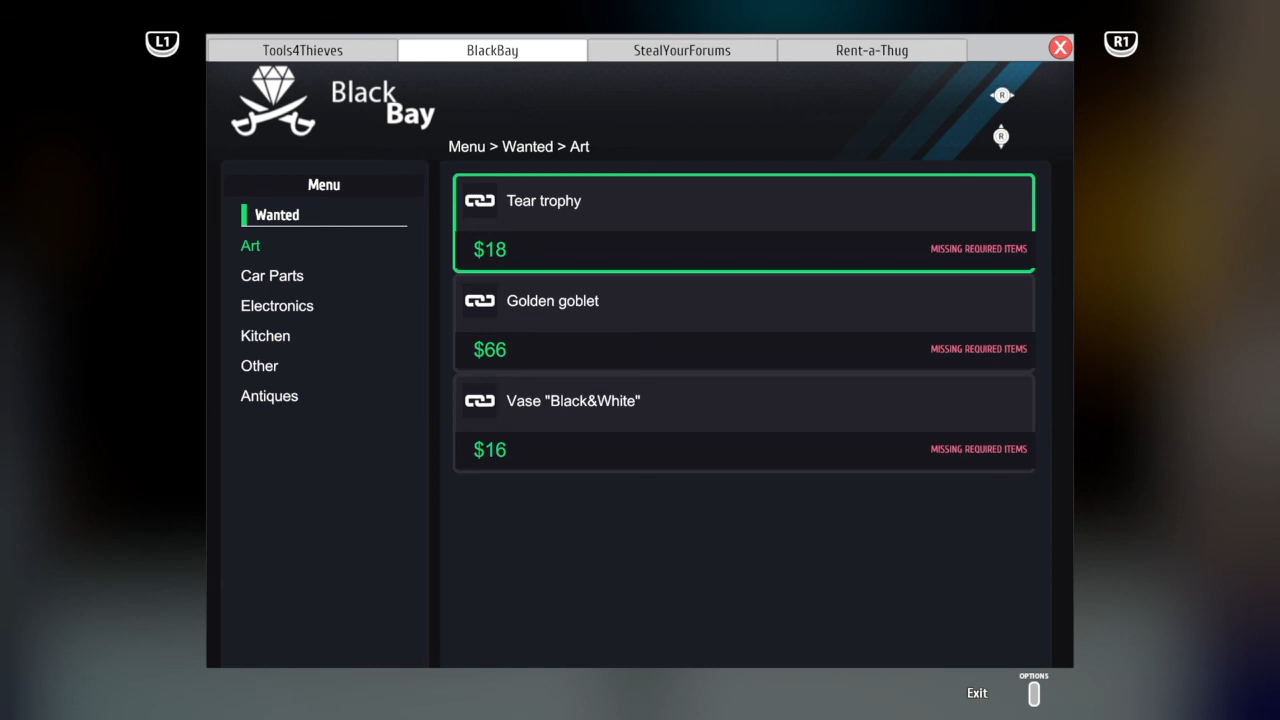 L1
Tools4Thieves
BlackBay
StealYourForums
Rent-a-Thug
X
R1
Black
Bay
R
R
Menu > Wanted > Art
Menu
Wanted
Art
Car Parts
Electronics
Kitchen
Other
Antiques
Tear trophy
$18
MISSING REQUIRED ITEMS
Golden goblet
$66
MISSING REQUIRED ITEMS
Vase "Black&White"
$16
MISSING REQUIRED ITEMS
Exit
OPTIONS